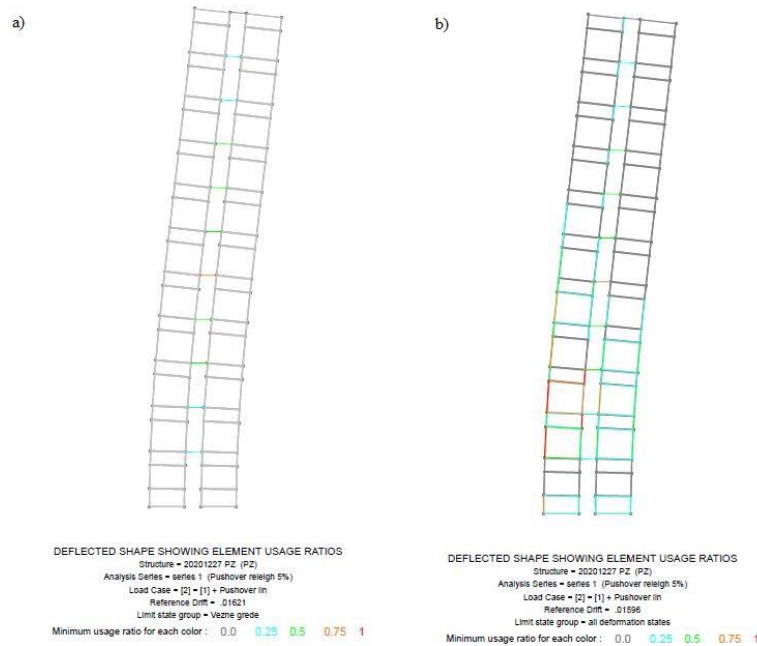 a)
b)
DEFLECTED SHAPE SHOWING ELEMENT USAGE RATIOS
Structure = 20201227 PZ (PZ)
Analysis Series = series 1 (Pushover releigh 5%)
Load Case = [2] = [1] + Pushover lin
Reference Drift = .01621
Limit state group = Vezne grede
Minimum usage ratio for each color : 0.0 0.25 0.5 0.75 1
DEFLECTED SHAPE SHOWING ELEMENT USAGE RATIOS
Structure = 20201227 PZ (PZ)
Analysis Series = series 1 (Pushover releigh 5%)
Load Case = [2] = [1] + Pushover lin
Reference Drift = .01596
Limit state group = all deformation states
Minimum usage ratio for each color : 0.0 0.25 0.5 0.75 1